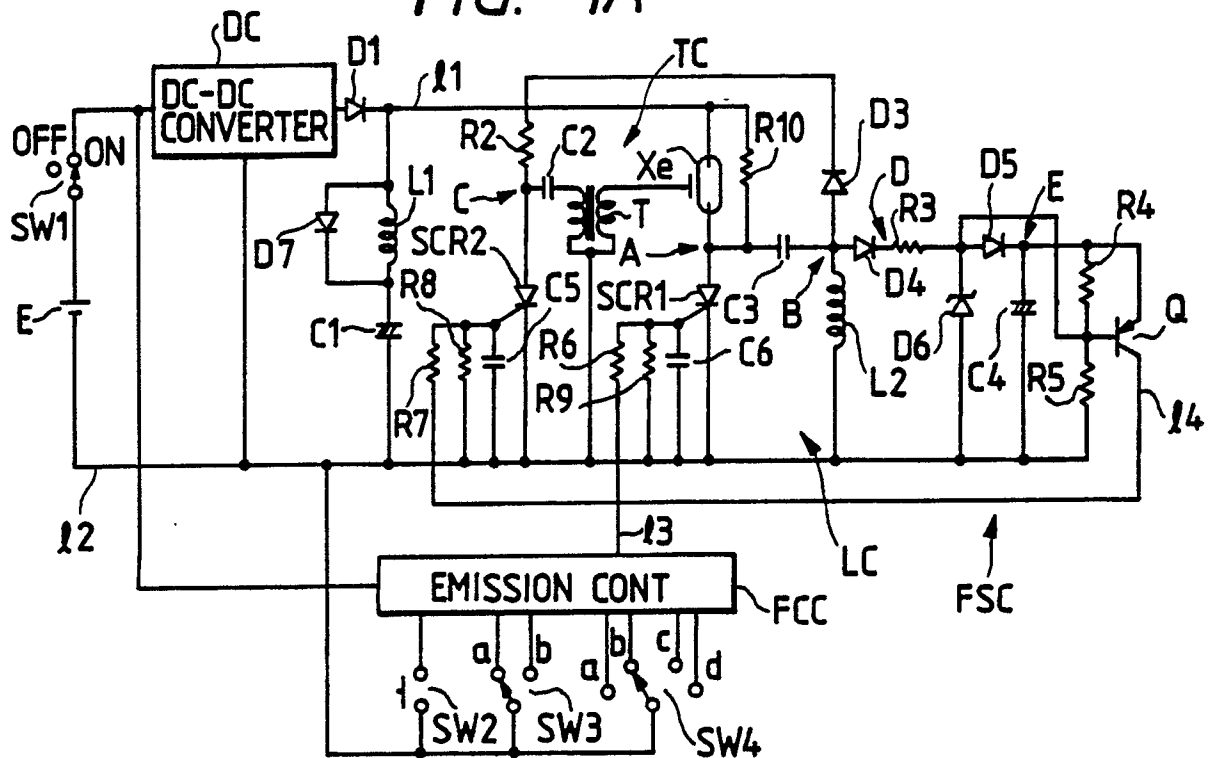 FIG. 1A
DC
D1
TC
DC-DC
CONVERTER
ℓ1
OFF
ON
R2
C2
Xe
R10
D3
SW1
L1
C
T
D
D5
E
R3
R4
D7
SCR2
A
R8
C5
SCR1
C3
B
D4
Q
E
C1
R6
C6
D6
C4
R5
L2
R9
R7
ℓ4
ℓ2
ℓ3
LC
FSC
EMISSION CONT
FCC
a
b
a
b
c
d
SW2
SW3
SW4